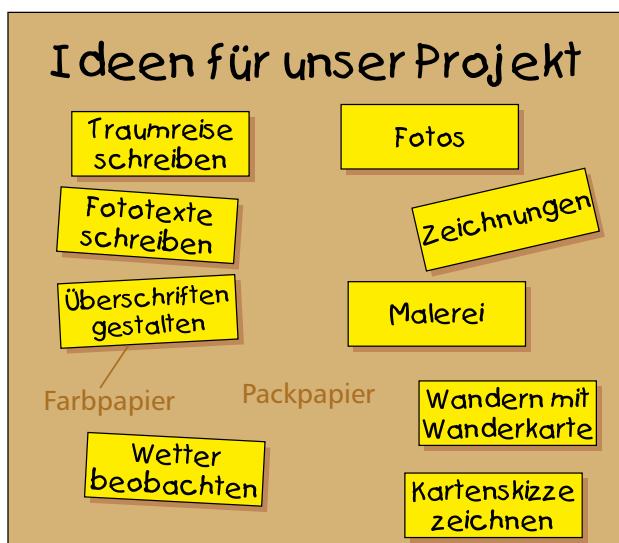 Ideen für unser Projekt
Traumreise
schreiben
Fotos
Fototexte
schreiben
Zeichnungen
Überschriften
gestalten
Malerei
Farbpapier
Packpapier
Wandern mit
Wanderkarte
Wetter
beobachten
Kartenskizze
zeichnen